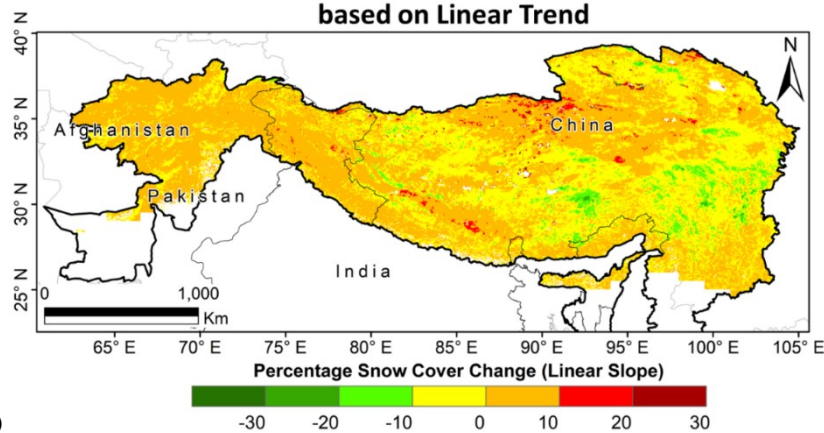 based on Linear Trend
40° N
35° N
30° N
25° N
N
Afghanistan
China
Pakistan
India
0 1,000
Km
65° E 70° E 75° E 80° E 85° E 90° E 95° E 100° E 105° E
Percentage Snow Cover Change (Linear Slope)
-30 -20 -10 0 10 20 30
)